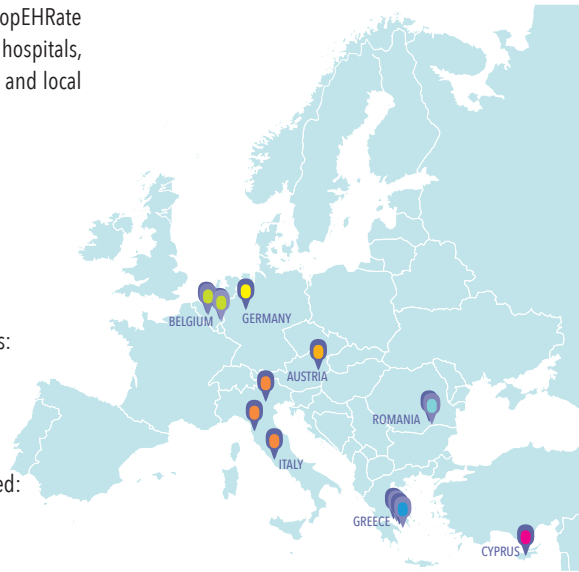 opEHRate
hospitals,
and local
s:
ed:
BELGIUM
GERMANY
AUSTRIA
ROMANIA
ITALY
GREECE
CYPRUS